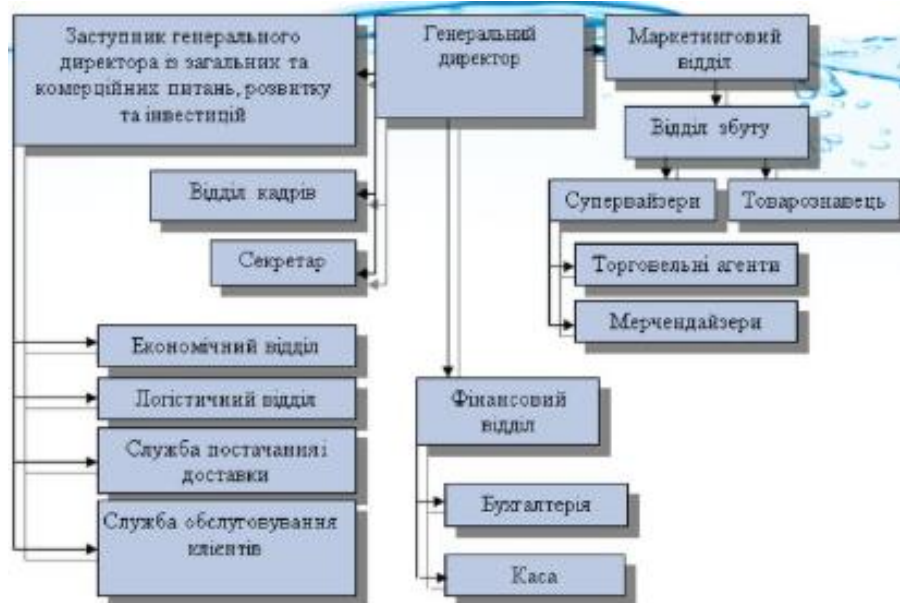 Заступник генерального
директора із загальних та
комерційних питань, розвитку
та інвестицій
Генеральний
директор
Маркетинговий
відділ
Відділ збуту
Відділ кадрів
Супервайзери
Товарознавець
Секретар
Торговельні агенти
Мерчендайзери
Економічний відділ
Логістичний відділ
Служба постачання і
доставки
Служба обслуговування
клієнтів
Фінансовий
відділ
Бухгалтерія
Каса